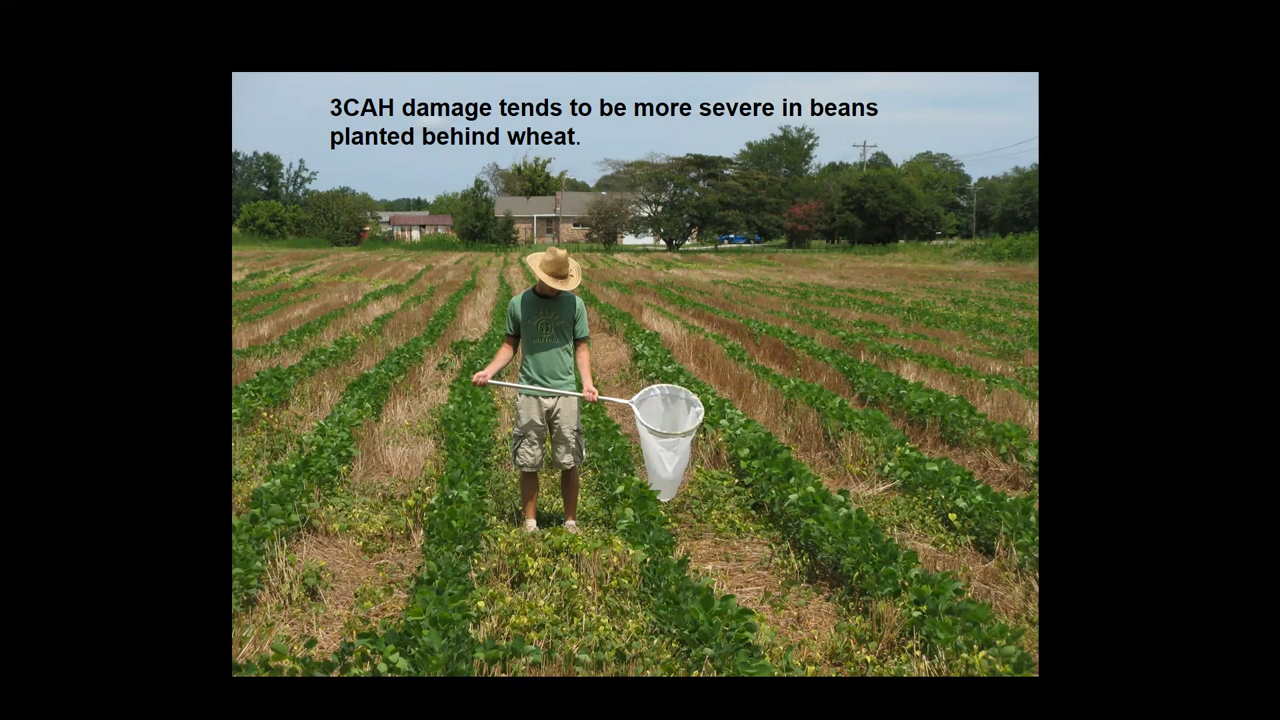 3CAH damage tends to be more severe in beans
planted behind wheat.